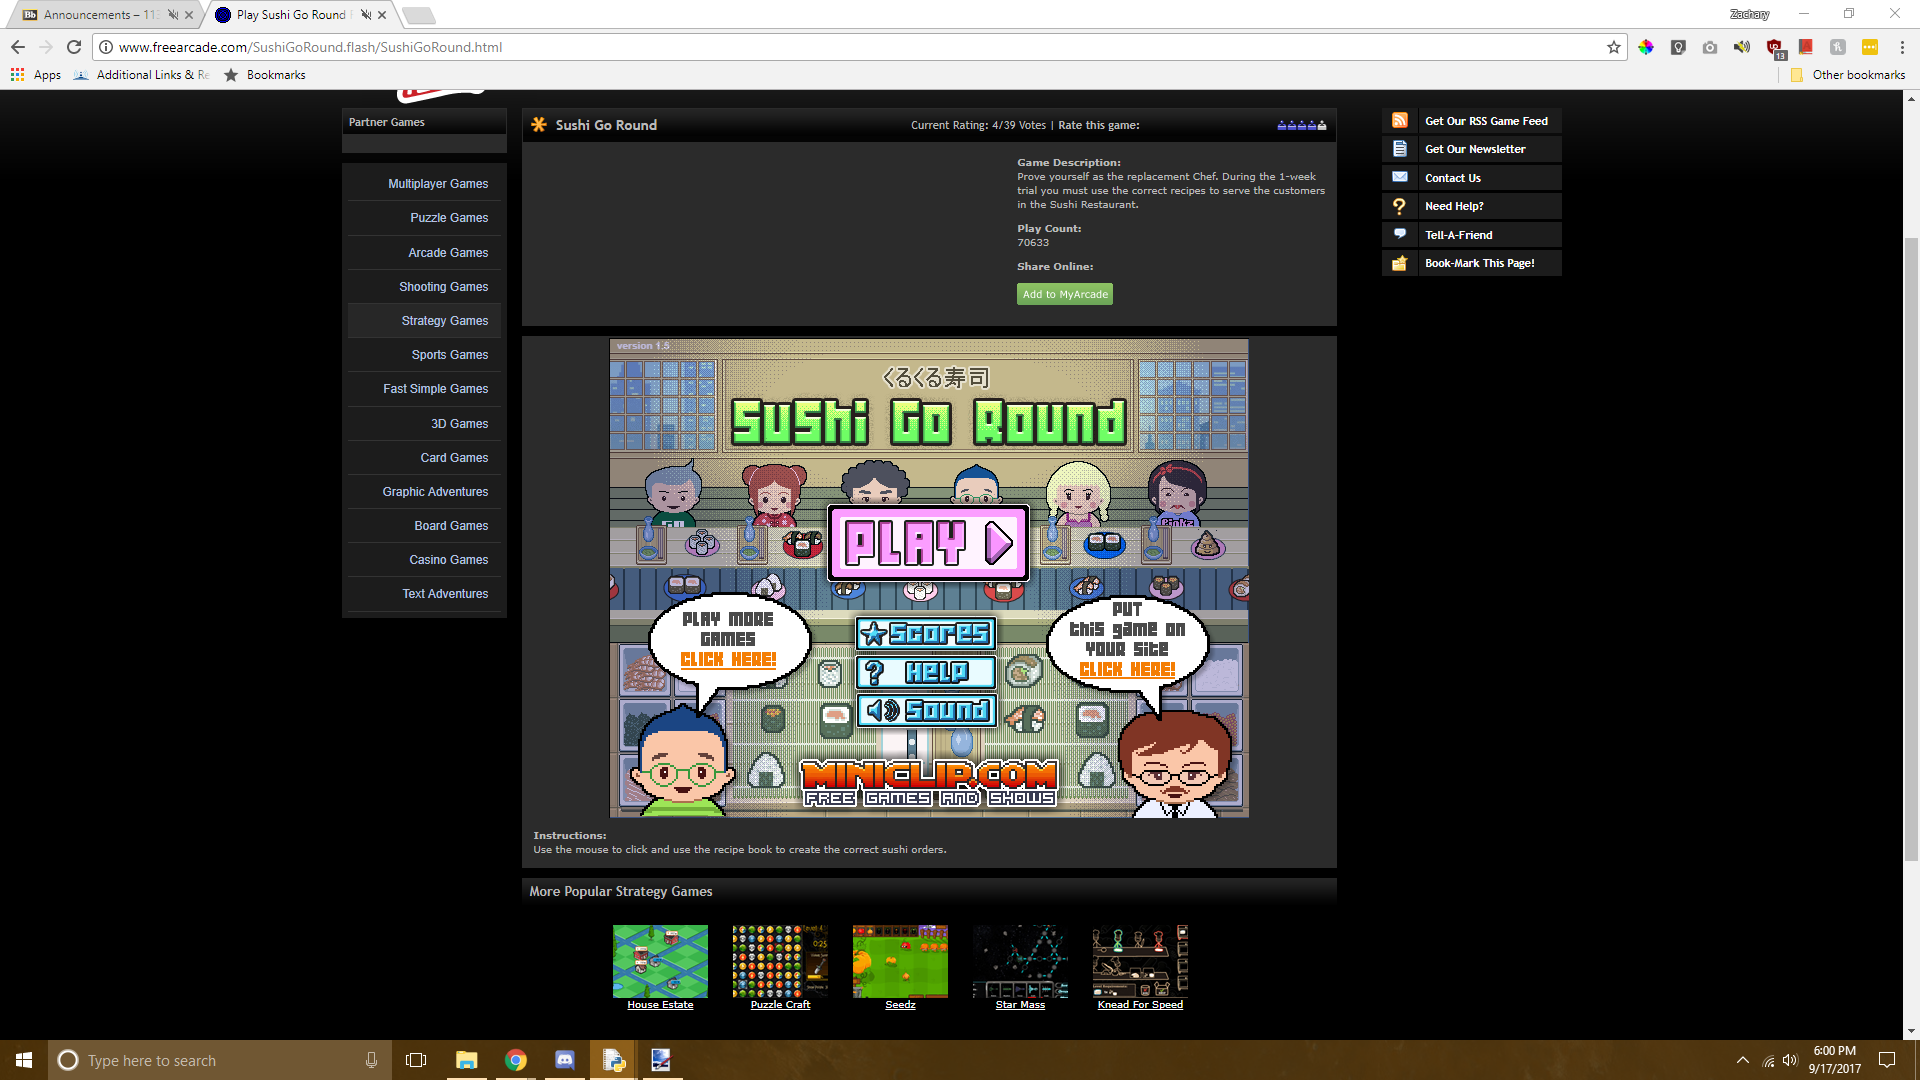 Announcements – 113
Play Sushi Go Round F
Zachary
www.freearcade.com/SushiGoRound.flash/SushiGoRound.html
13
Apps
Additional Links & Re
Bookmarks
Other bookmarks
Partner Games
Multiplayer Games
Puzzle Games
Arcade Games
Shooting Games
Strategy Games
Sports Games
Fast Simple Games
3D Games
Card Games
Graphic Adventures
Board Games
Casino Games
Text Adventures
Sushi Go Round
Current Rating: 4/39 Votes | Rate this game:
Game Description:
Prove yourself as the replacement Chef. During the 1-week
trial you must use the correct recipes to serve the customers
in the Sushi Restaurant.
Play Count:
70633
Share Online:
Add to MyArcade
Get Our RSS Game Feed
Get Our Newsletter
Contact Us
Need Help?
Tell-A-Friend
Book-Mark This Page!
version 1.5
くるくる寿司
SuShi Go Round
GO
Pinkz
PLAY
PLAY MORE
GAMES
CLICK HERE!
Scores
Help
Sound
PUT
this game on
YOUR Site
CLICK HERE!
MINICLIP.COM
FREE GAMES AND SHOWS
Instructions:
Use the mouse to click and use the recipe book to create the correct sushi orders.
More Popular Strategy Games
0:25
House Estate
Puzzle Craft
Seedz
Star Mass
Knead For Speed
Type here to search
6:00 PM
9/17/2017